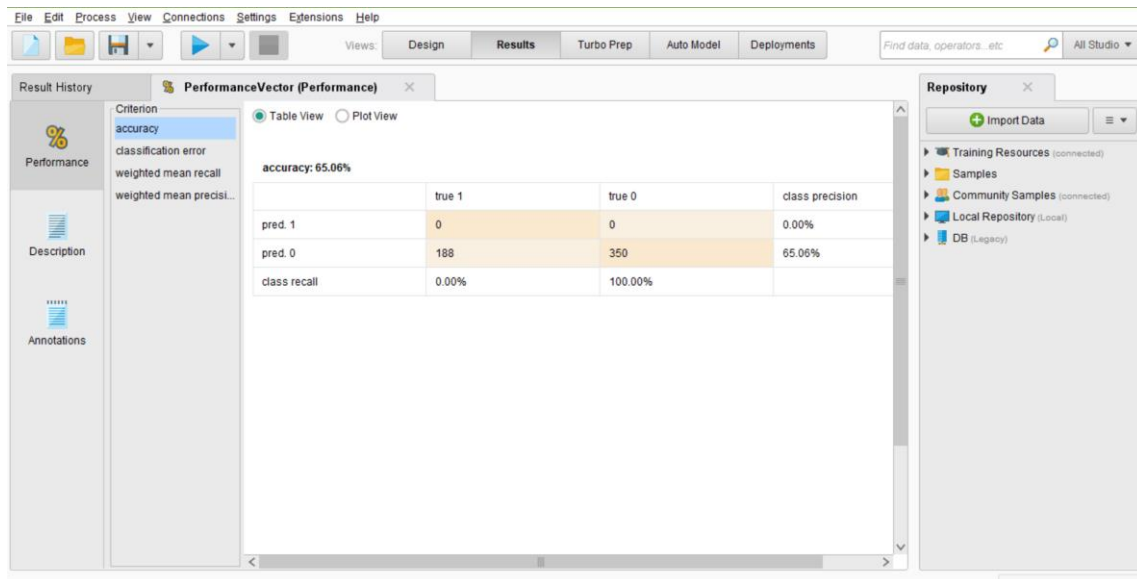 File Edit Process View Connections Settings Extensions Help
Views: Design Results Turbo Prep Auto Model Deployments Find data, operators...etc All Studio
Result History PerformanceVector (Performance) Repository
Criterion
accuracy
classification error
weighted mean recall
weighted mean precisi...
Performance
Description
Annotations
Table View Plot View
accuracy: 65.06%
true 1 true 0 class precision
pred. 1 0 0 0.00%
pred. 0 188 350 65.06%
class recall 0.00% 100.00%
Import Data
Training Resources (connected)
Samples
Community Samples (connected)
Local Repository (Local)
DB (Legacy)